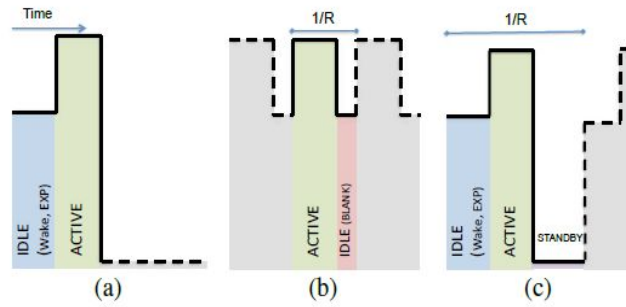 Time
1/R
1/R
IDLE
(Wake, EXP)
ACTIVE
ACTIVE
IDLE (BLANK)
IDLE
(Wake, EXP)
ACTIVE
STANDBY
(a)
(b)
(c)